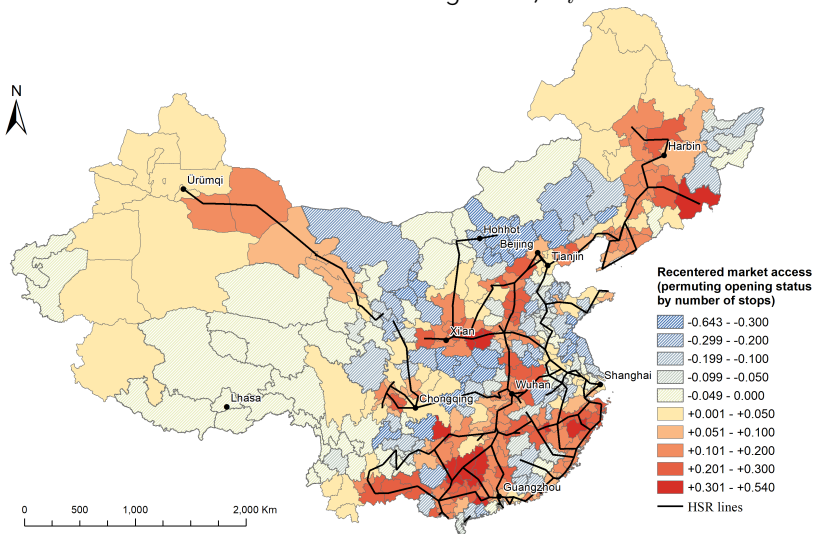 N
Harbin
Ürümqi
Hohhot
Beijing
Tianjin
Recentered market access
(permuting opening status
by number of stops)
-0.643 - -0.300
-0.299 - -0.200
-0.199 - -0.100
-0.099 - -0.050
-0.049 - 0.000
+0.001 - +0.050
+0.051 - +0.100
+0.101 - +0.200
+0.201 - +0.300
+0.301 - +0.540
HSR lines
Xi'an
Shanghai
Wuhan
Lhasa
Chongqing
Guangzhou
0 500 1,000 2,000 Km